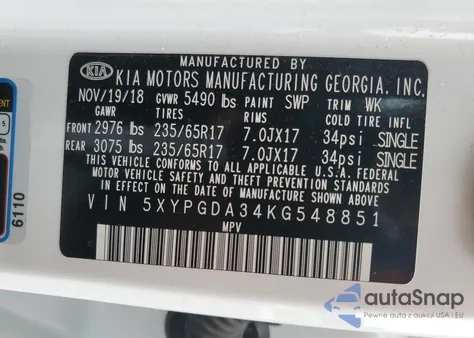 MANUFACTURED BY
KIA KIA MOTORS MANUFACTURING GEORGIA, INC.
NOV/19/18 GVWR 5490 lbs PAINT SWP TRIM WK
GAWR TIRES RIMS COLD TIRE INFL
FRONT 2976 lbs 235/65R17 7.0JX17 34psi SINGLE
REAR 3075 lbs 235/65R17 7.0JX17 34psi SINGLE
THIS VEHICLE CONFORMS TO ALL APPLICABLE U.S.A. FEDERAL
MOTOR VEHICLE SAFETY AND THEFT PREVENTION STANDARDS
IN EFFECT ON THE DATE OF MANUFACTURE SHOWN ABOVE.
VIN 5XYPGDA34KG548851
MPV
5
6110
autoSnap
Pewne auta z aukcji USA i EU